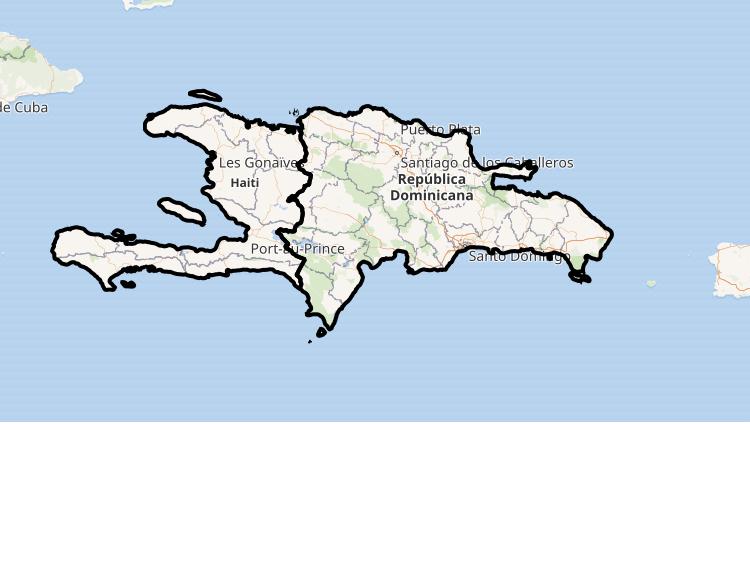 de Cuba
Puerto Plata
Les Gonaïves
Santiago de los Caballeros
Haiti
República
Dominicana
Port-au-Prince
Santo Domingo